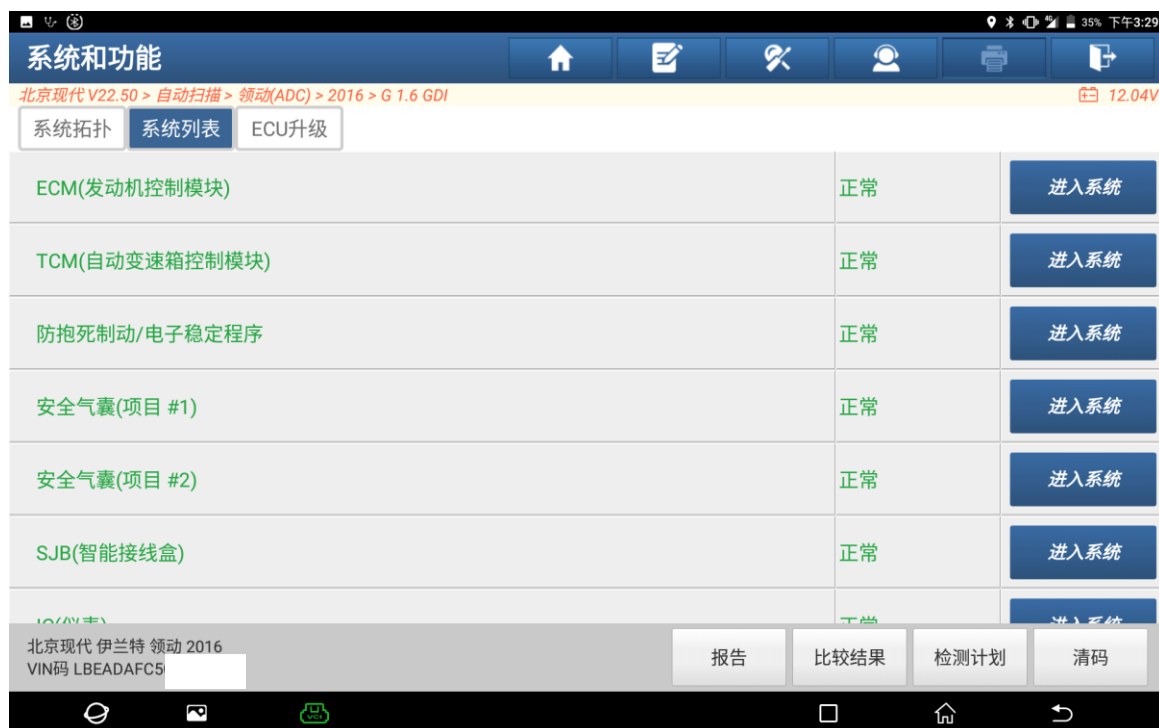 35% 下午3:29
系统和功能
北京现代 V22.50 > 自动扫描 > 领动(ADC) > 2016 > G 1.6 GDI
12.04V
系统拓扑 系统列表 ECU升级
ECM(发动机控制模块) 正常 进入系统
TCM(自动变速箱控制模块) 正常 进入系统
防抱死制动/电子稳定程序 正常 进入系统
安全气囊(项目 #1) 正常 进入系统
安全气囊(项目 #2) 正常 进入系统
SJB(智能接线盒) 正常 进入系统
正常 进入系统
北京现代 伊兰特 领动 2016
VIN码 LBEADAFC5
报告 比较结果 检测计划 清码
VCI